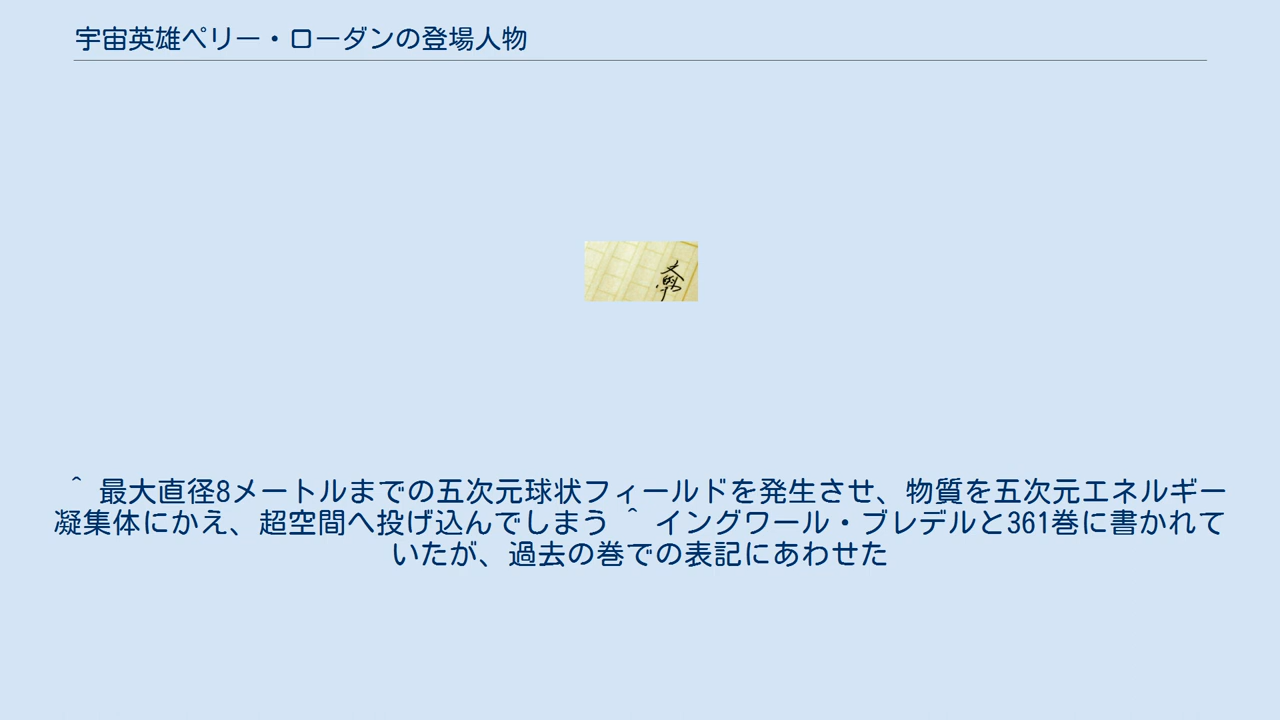 宇宙英雄ペリー・ローダンの登場人物
^ 最大直径8メートルまでの五次元球状フィールドを発生させ、物質を五次元エネルギー
凝集体にかえ、超空間へ投げ込んでしまう ^ イングワール・ブレデルと361巻に書かれて
いたが、過去の巻での表記にあわせた